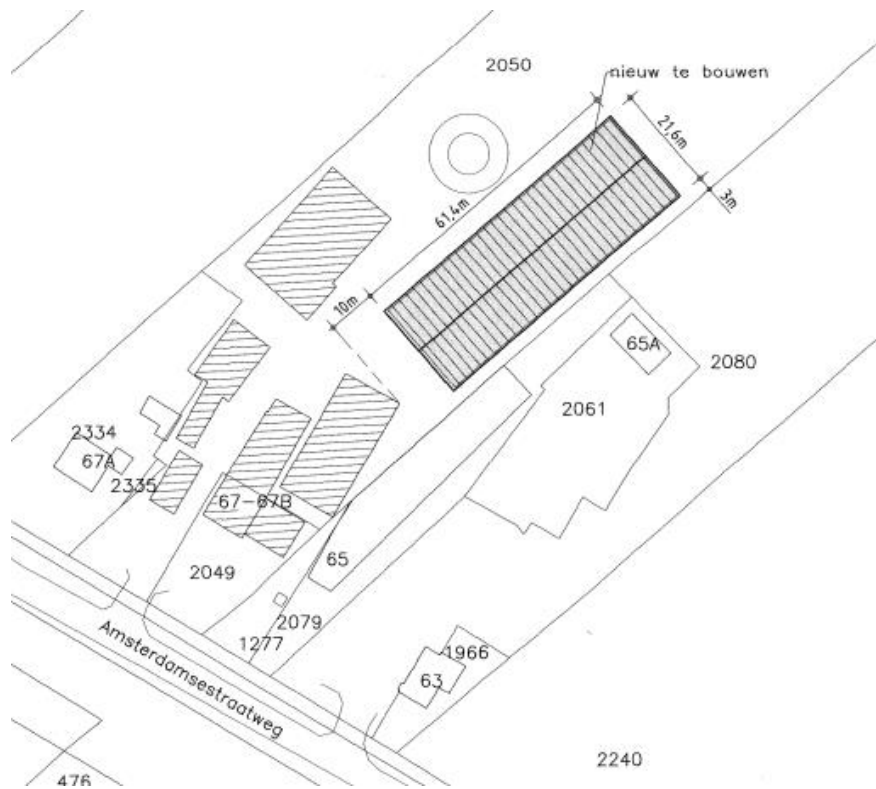 2050
nieuw te bouwen
21,6m
3m
61,4m
10m
65A
2080
2061
2334
67A
2335
67-67B
65
2049
2079
1277
1966
63
Amsterdamsestraatweg
2240
476